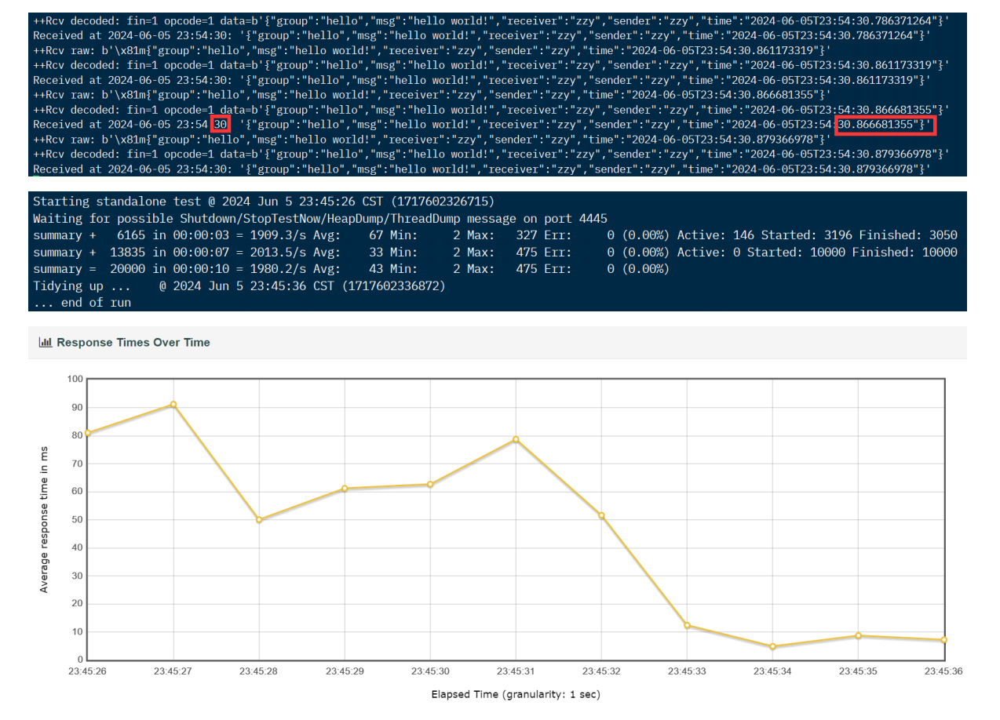 ++Rcv decoded: fin=1 opcode=1 data=b'{"group":"hello","msg":"hello world!","receiver":"zzy","sender":"zzy","time":"2024-06-05T23:54:30.786371264"}'
Received at 2024-06-05 23:54:30: '{"group":"hello","msg":"hello world!","receiver":"zzy","sender":"zzy","time":"2024-06-05T23:54:30.786371264"}'
++Rcv raw: b'\x81m{"group":"hello","msg":"hello world!","receiver":"zzy","sender":"zzy","time":"2024-06-05T23:54:30.861173319"}'
++Rcv decoded: fin=1 opcode=1 data=b'{"group":"hello","msg":"hello world!","receiver":"zzy","sender":"zzy","time":"2024-06-05T23:54:30.861173319"}'
Received at 2024-06-05 23:54:30: '{"group":"hello","msg":"hello world!","receiver":"zzy","sender":"zzy","time":"2024-06-05T23:54:30.861173319"}'
++Rcv raw: b'\x81m{"group":"hello","msg":"hello world!","receiver":"zzy","sender":"zzy","time":"2024-06-05T23:54:30.866681355"}'
++Rcv decoded: fin=1 opcode=1 data=b'{"group":"hello","msg":"hello world!","receiver":"zzy","sender":"zzy","time":"2024-06-05T23:54:30.866681355"}'
Received at 2024-06-05 23:54:30: '{"group":"hello","msg":"hello world!","receiver":"zzy","sender":"zzy","time":"2024-06-05T23:54:30.866681355"}'
++Rcv raw: b'\x81m{"group":"hello","msg":"hello world!","receiver":"zzy","sender":"zzy","time":"2024-06-05T23:54:30.879366978"}'
++Rcv decoded: fin=1 opcode=1 data=b'{"group":"hello","msg":"hello world!","receiver":"zzy","sender":"zzy","time":"2024-06-05T23:54:30.879366978"}'
Received at 2024-06-05 23:54:30: '{"group":"hello","msg":"hello world!","receiver":"zzy","sender":"zzy","time":"2024-06-05T23:54:30.879366978"}'
Starting standalone test @ 2024 Jun 5 23:45:26 CST (1717602326715)
Waiting for possible Shutdown/StopTestNow/HeapDump/ThreadDump message on port 4445
summary +   6165 in 00:00:03 = 1909.3/s Avg:    67 Min:     2 Max:   327 Err:     0 (0.00%) Active: 146 Started: 3196 Finished: 3050
summary +  13835 in 00:00:07 = 2013.5/s Avg:    33 Min:     2 Max:   475 Err:     0 (0.00%) Active: 0 Started: 10000 Finished: 10000
summary =  20000 in 00:00:10 = 1980.2/s Avg:    43 Min:     2 Max:   475 Err:     0 (0.00%)
Tidying up ...    @ 2024 Jun 5 23:45:36 CST (1717602336872)
... end of run
Response Times Over Time
Average response time in ms
100
90
80
70
60
50
40
30
20
10
0
23:45:26 23:45:27 23:45:28 23:45:29 23:45:30 23:45:31 23:45:32 23:45:33 23:45:34 23:45:35 23:45:36
Elapsed Time (granularity: 1 sec)